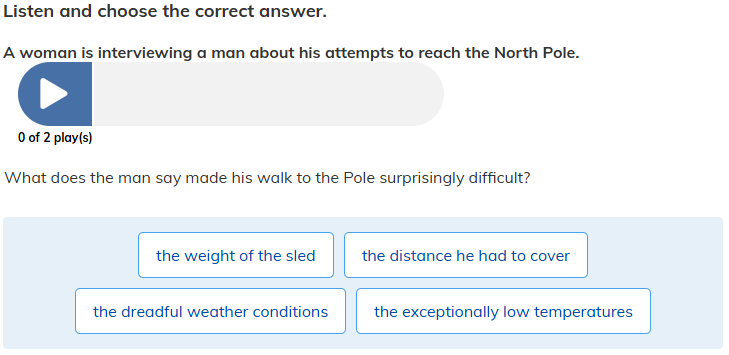 Listen and choose the correct answer.
A woman is interviewing a man about his attempts to reach the North Pole.
0 of 2 play(s)
What does the man say made his walk to the Pole surprisingly difficult?
the weight of the sled
the distance he had to cover
the dreadful weather conditions
the exceptionally low temperatures